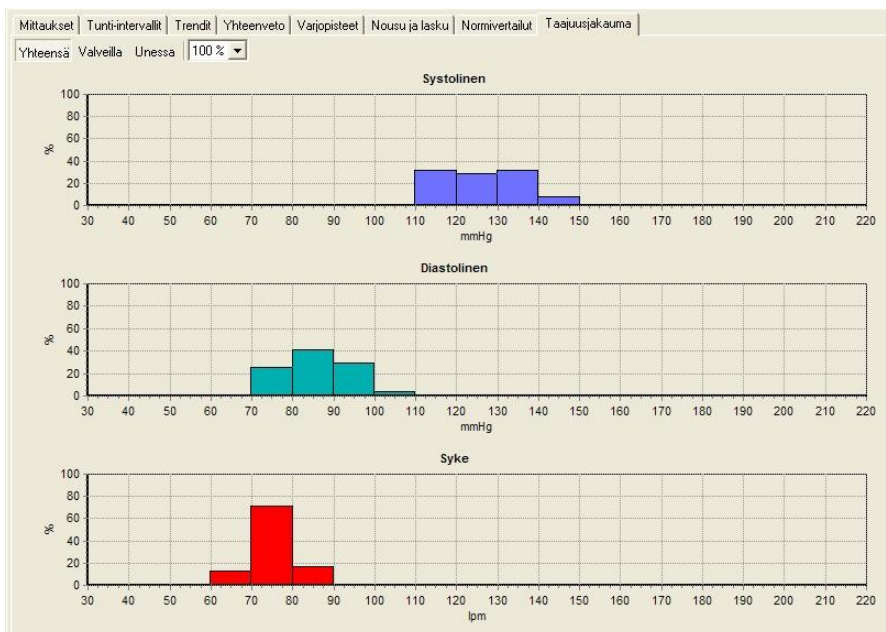 Mittaukset Tunti-intervallit Trendit Yhteenveto Varjopisteet Nousu ja lasku Normivertailut Taajuusjakauma
Yhteensä Valveilla Unessa 100 %
Systolinen
100
80
60
40
20
0
%
30 40 50 60 70 80 90 100 110 120 130 140 150 160 170 180 190 200 210 220
mmHg
Diastolinen
100
80
60
40
20
0
%
30 40 50 60 70 80 90 100 110 120 130 140 150 160 170 180 190 200 210 220
mmHg
Syke
100
80
60
40
20
0
%
30 40 50 60 70 80 90 100 110 120 130 140 150 160 170 180 190 200 210 220
lpm